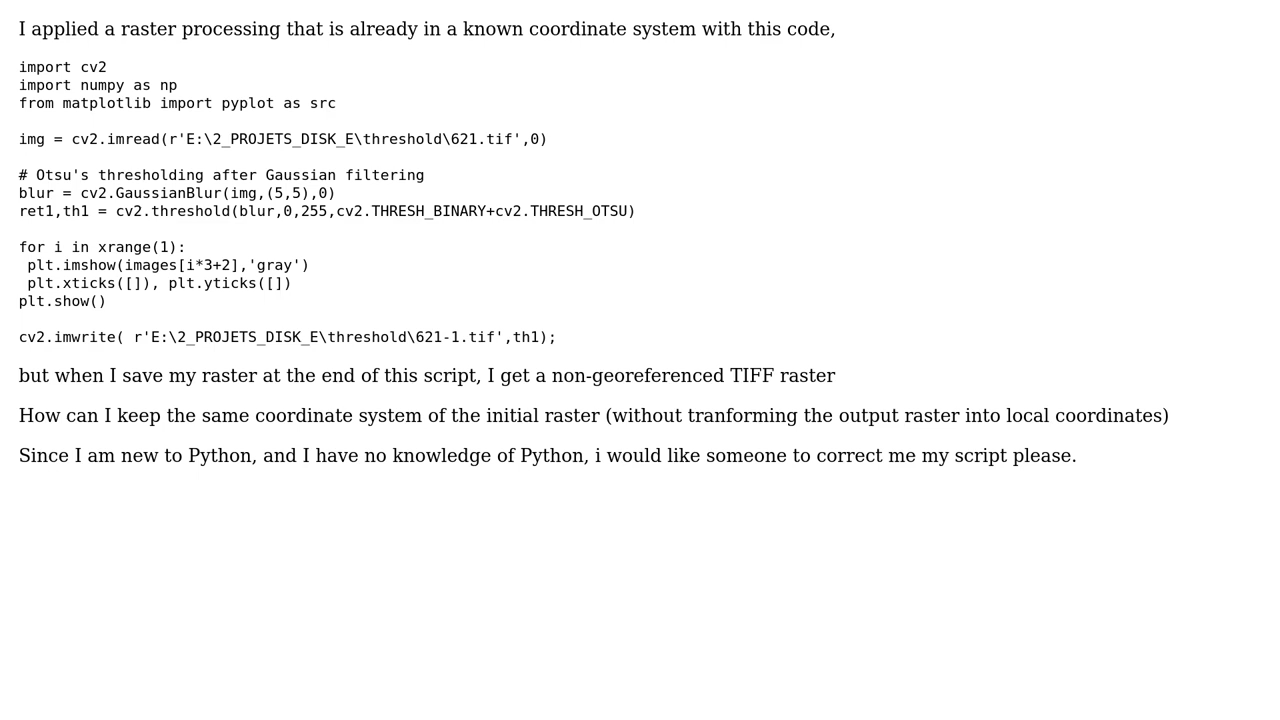 I applied a raster processing that is already in a known coordinate system with this code,
import cv2
import numpy as np
from matplotlib import pyplot as src
img = cv2.imread(r'E:\2_PROJETS_DISK_E\threshold\621.tif',0)
# Otsu's thresholding after Gaussian filtering
blur = cv2.GaussianBlur(img,(5,5),0)
ret1,th1 = cv2.threshold(blur,0,255,cv2.THRESH_BINARY+cv2.THRESH_OTSU)
for i in xrange(1):
 plt.imshow(images[i*3+2],'gray')
 plt.xticks([]), plt.yticks([])
plt.show()
cv2.imwrite( r'E:\2_PROJETS_DISK_E\threshold\621-1.tif',th1);
but when I save my raster at the end of this script, I get a non-georeferenced TIFF raster
How can I keep the same coordinate system of the initial raster (without tranforming the output raster into local coordinates)
Since I am new to Python, and I have no knowledge of Python, i would like someone to correct me my script please.